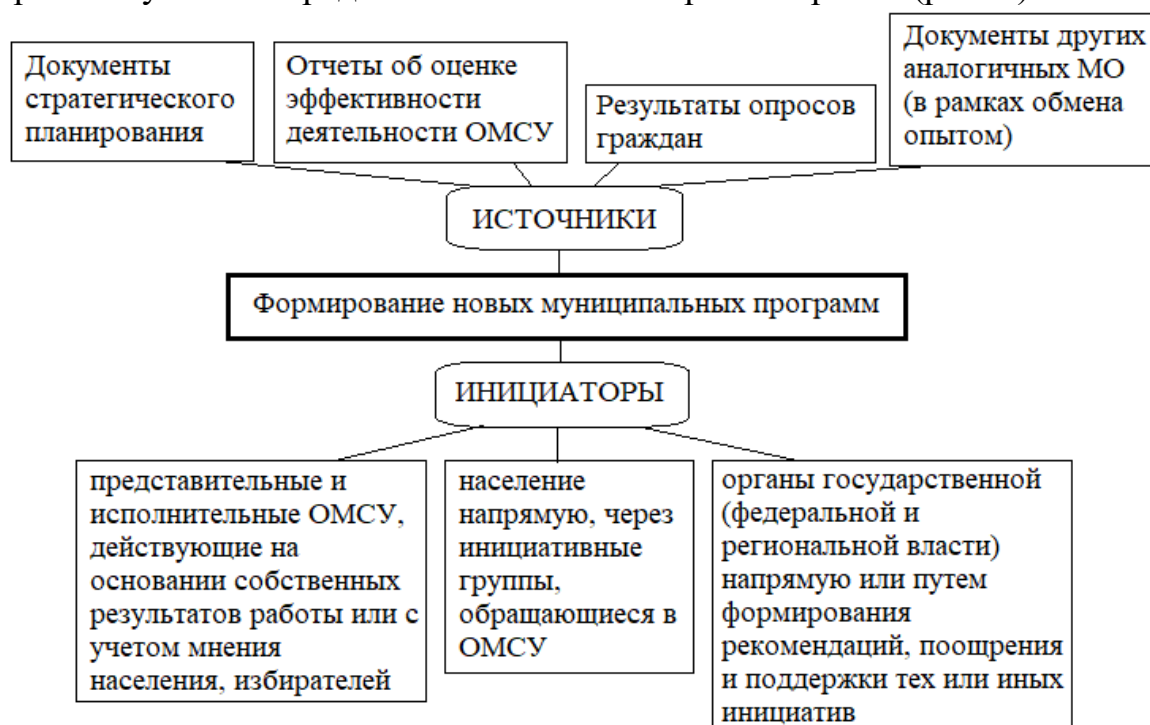 Документы
стратегического
планирования
Отчеты об оценке
эффективности
деятельности ОМСУ
Результаты опросов
граждан
Документы других
аналогичных МО
(в рамках обмена
опытом)
ИСТОЧНИКИ
Формирование новых муниципальных программ
ИНИЦИАТОРЫ
представительные и
исполнительные ОМСУ,
действующие на
основании собственных
результатов работы или с
учетом мнения
населения, избирателей
население
напрямую, через
инициативные
группы,
обращающиеся в
ОМСУ
органы государственной
(федеральной и
региональной власти)
напрямую или путем
формирования
рекомендаций, поощрения
и поддержки тех или иных
инициатив